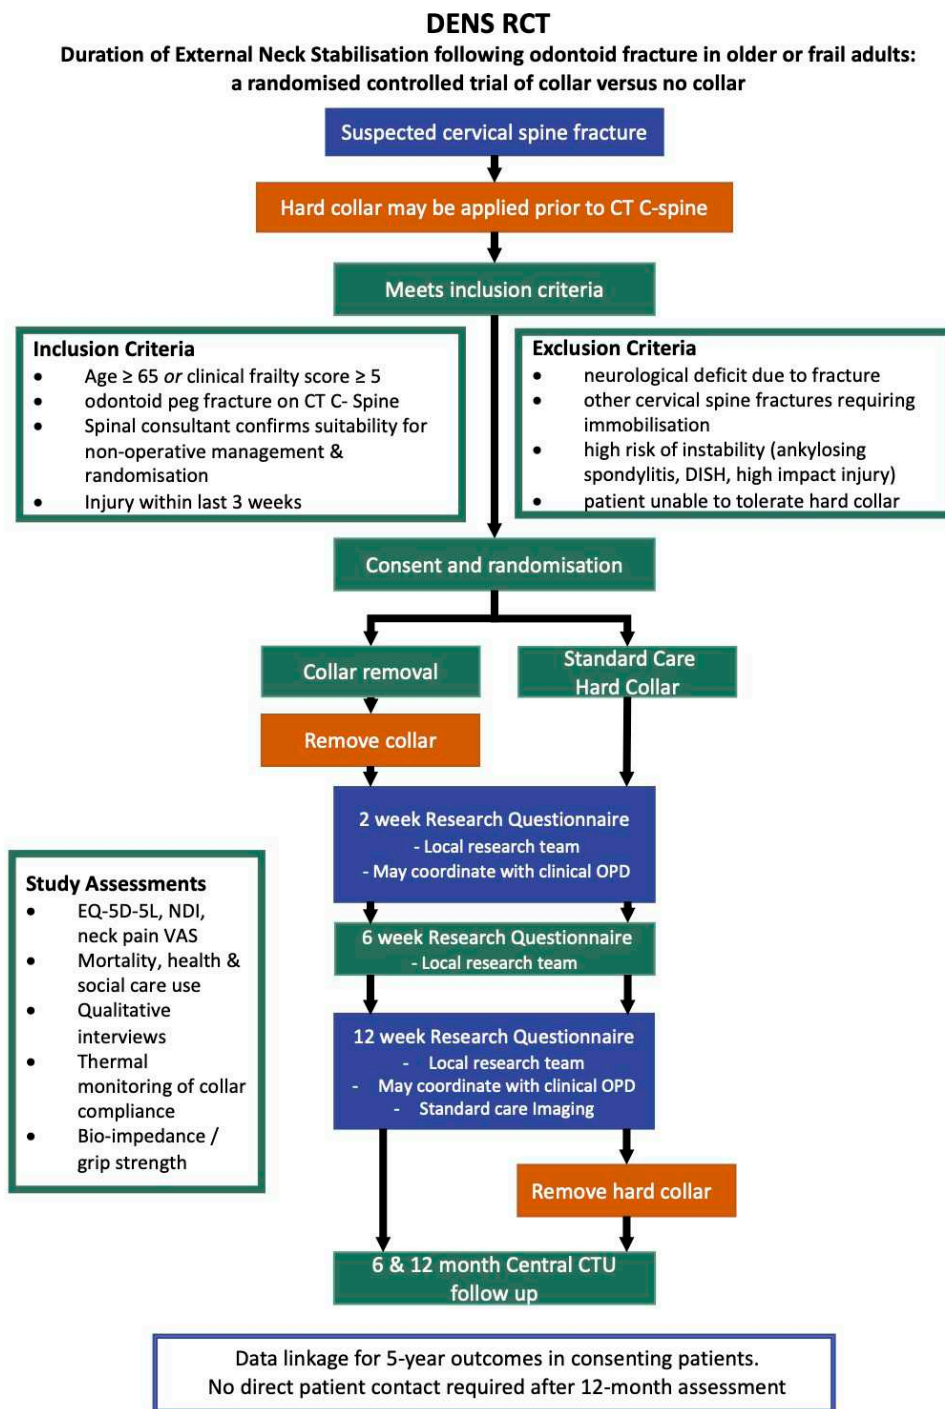 DENS RCT
Duration of External Neck Stabilisation following odontoid fracture in older or frail adults:
a randomised controlled trial of collar versus no collar
Suspected cervical spine fracture
Hard collar may be applied prior to CT C-spine
Meets inclusion criteria
Inclusion Criteria
• Age ≥ 65 or clinical frailty score ≥ 5
• odontoid peg fracture on CT C- Spine
• Spinal consultant confirms suitability for
non-operative management &
randomisation
• Injury within last 3 weeks
Exclusion Criteria
• neurological deficit due to fracture
• other cervical spine fractures requiring
immobilisation
• high risk of instability (ankylosing
spondylitis, DISH, high impact injury)
• patient unable to tolerate hard collar
Consent and randomisation
Collar removal
Standard Care
Hard Collar
Remove collar
2 week Research Questionnaire
- Local research team
- May coordinate with clinical OPD
6 week Research Questionnaire
- Local research team
12 week Research Questionnaire
- Local research team
- May coordinate with clinical OPD
- Standard care Imaging
Study Assessments
• EQ-5D-5L, NDI,
neck pain VAS
• Mortality, health &
social care use
• Qualitative
interviews
• Thermal
monitoring of collar
compliance
• Bio-impedance /
grip strength
Remove hard collar
6 & 12 month Central CTU
follow up
Data linkage for 5-year outcomes in consenting patients.
No direct patient contact required after 12-month assessment